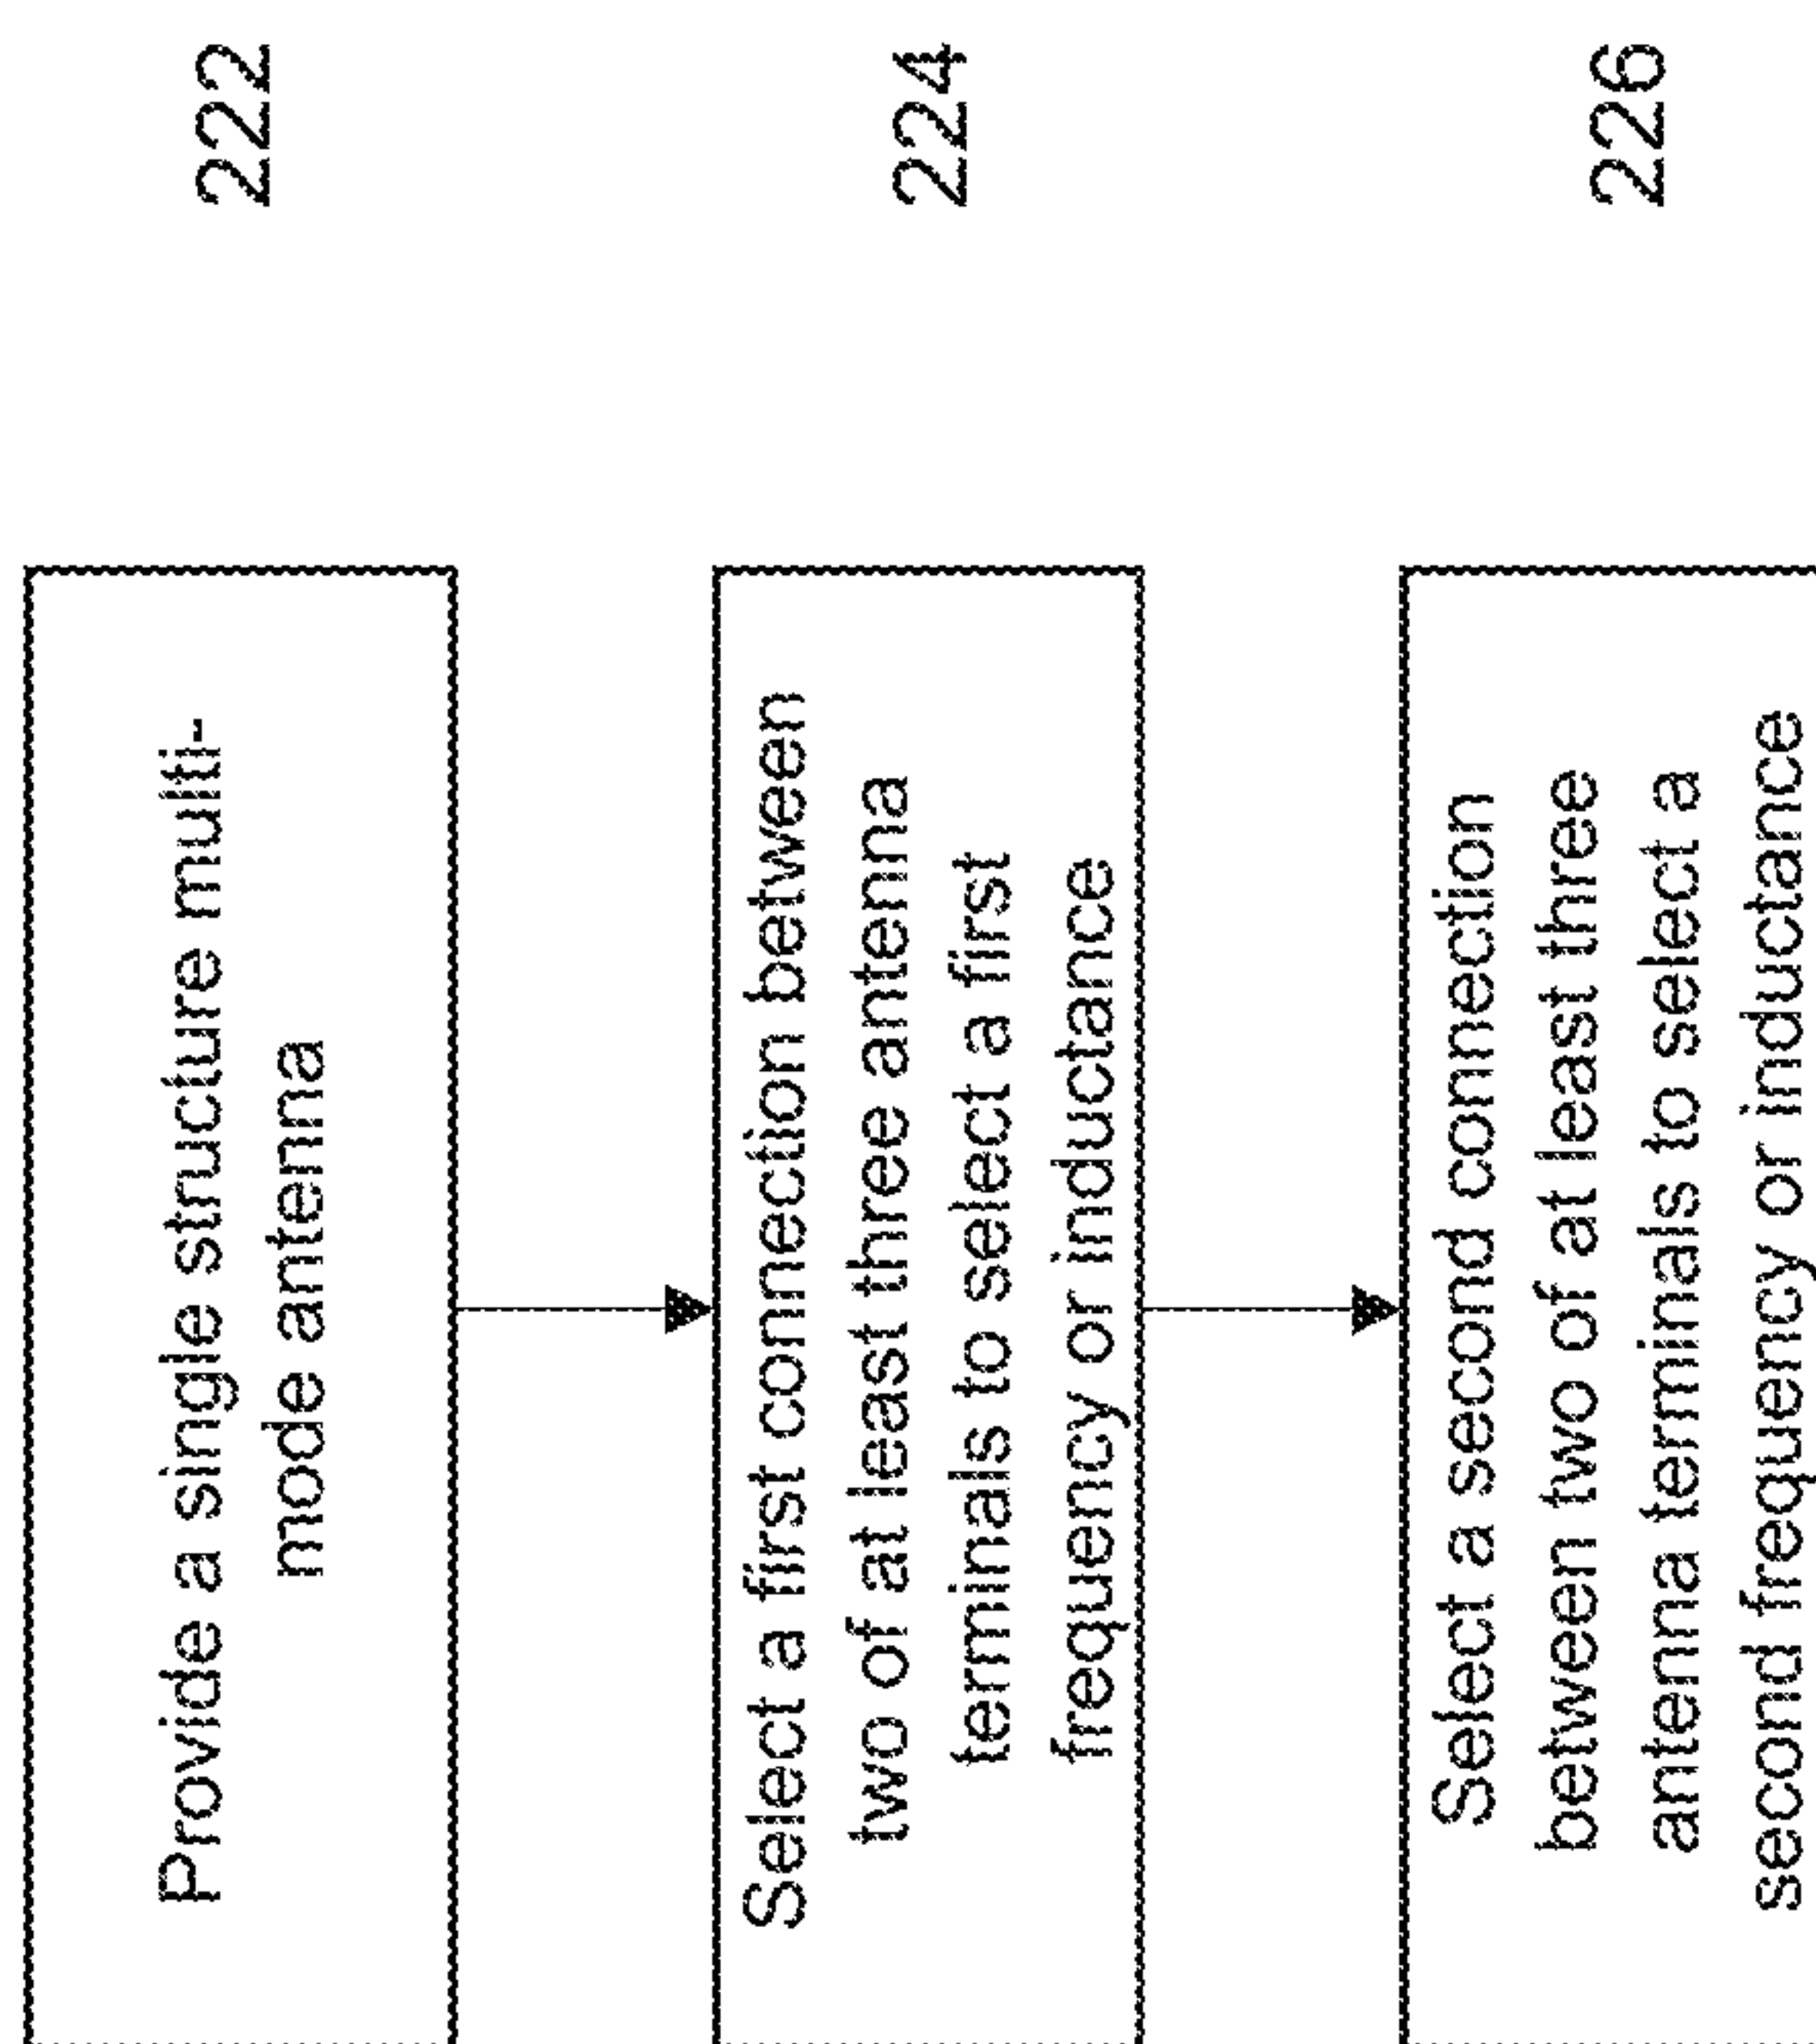 Provide a single structure multi-
mode antenna
222
Select a first connection between
two of at least three antenna
terminals to select a first
frequency or inductance
224
Select a second connection
between two of at least three
antenna terminals to select a
second frequency or inductance
226